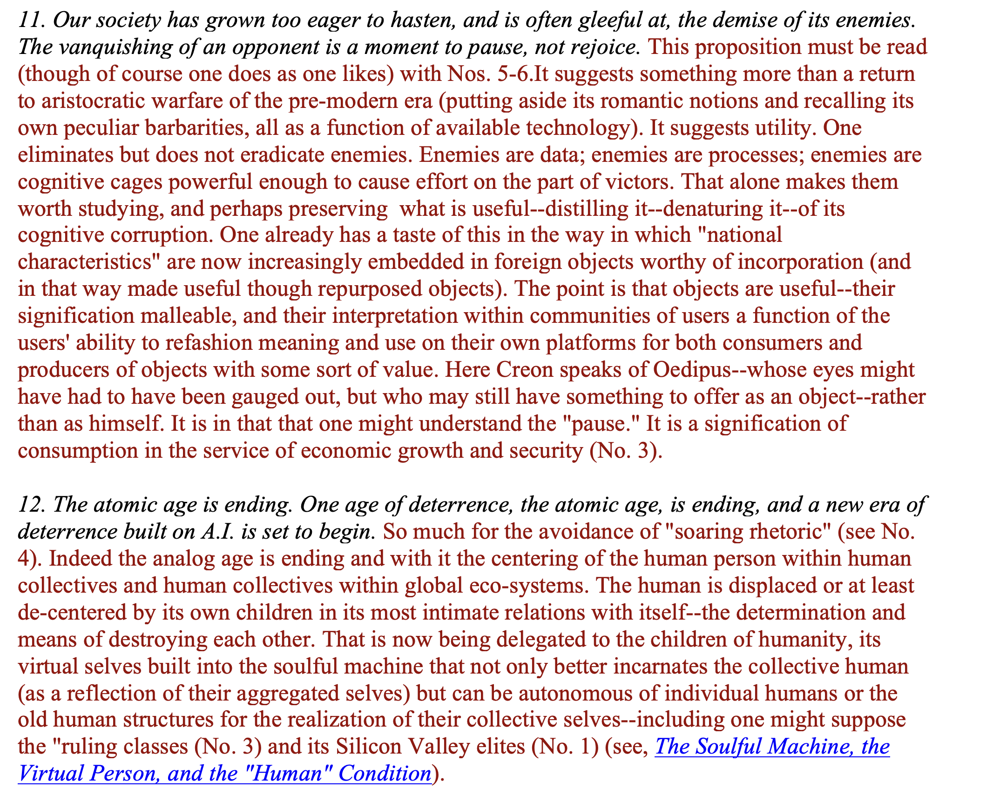 11. Our society has grown too eager to hasten, and is often gleeful at, the demise of its enemies.
The vanquishing of an opponent is a moment to pause, not rejoice. This proposition must be read
(though of course one does as one likes) with Nos. 5-6.It suggests something more than a return
to aristocratic warfare of the pre-modern era (putting aside its romantic notions and recalling its
own peculiar barbarities, all as a function of available technology). It suggests utility. One
eliminates but does not eradicate enemies. Enemies are data; enemies are processes; enemies are
cognitive cages powerful enough to cause effort on the part of victors. That alone makes them
worth studying, and perhaps preserving  what is useful--distilling it--denaturing it--of its
cognitive corruption. One already has a taste of this in the way in which "national
characteristics" are now increasingly embedded in foreign objects worthy of incorporation (and
in that way made useful though repurposed objects). The point is that objects are useful--their
signification malleable, and their interpretation within communities of users a function of the
users' ability to refashion meaning and use on their own platforms for both consumers and
producers of objects with some sort of value. Here Creon speaks of Oedipus--whose eyes might
have had to have been gauged out, but who may still have something to offer as an object--rather
than as himself. It is in that that one might understand the "pause." It is a signification of
consumption in the service of economic growth and security (No. 3).
12. The atomic age is ending. One age of deterrence, the atomic age, is ending, and a new era of
deterrence built on A.I. is set to begin. So much for the avoidance of "soaring rhetoric" (see No.
4). Indeed the analog age is ending and with it the centering of the human person within human
collectives and human collectives within global eco-systems. The human is displaced or at least
de-centered by its own children in its most intimate relations with itself--the determination and
means of destroying each other. That is now being delegated to the children of humanity, its
virtual selves built into the soulful machine that not only better incarnates the collective human
(as a reflection of their aggregated selves) but can be autonomous of individual humans or the
old human structures for the realization of their collective selves--including one might suppose
the "ruling classes (No. 3) and its Silicon Valley elites (No. 1) (see, The Soulful Machine, the
Virtual Person, and the "Human" Condition).